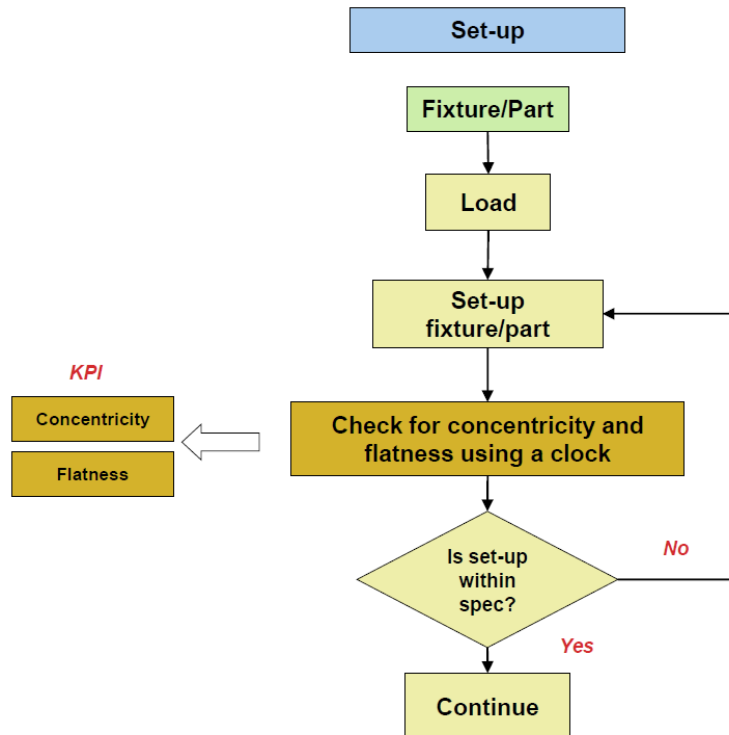 Set-up
Fixture/Part
Load
Set-up
fixture/part
KPI
Concentricity
Flatness
Check for concentricity and
flatness using a clock
Is set-up
within
spec?
No
Yes
Continue